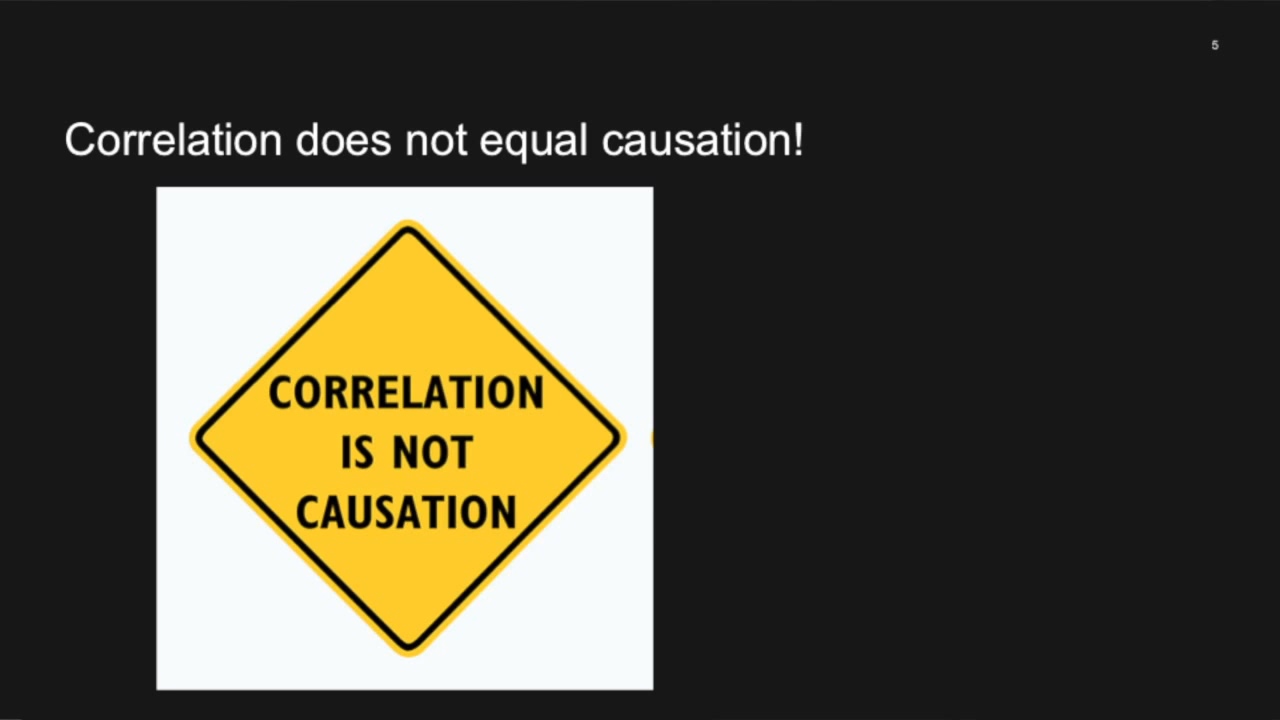 5
Correlation does not equal causation!
CORRELATION
IS NOT
CAUSATION